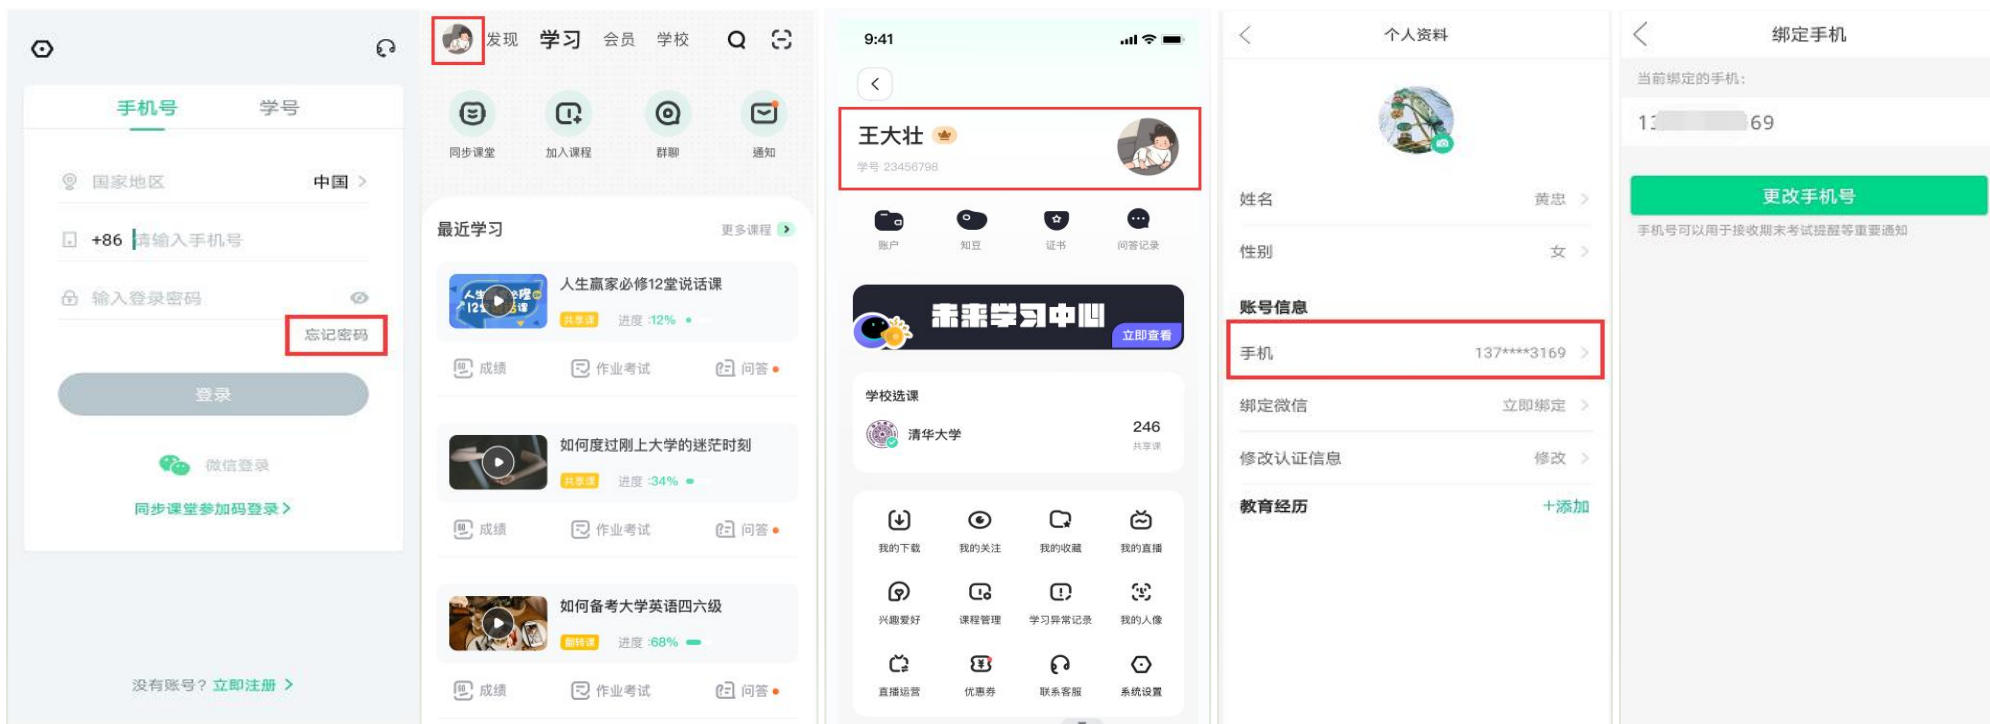 手机号 学号
国家地区 中国 >
+86 请输入手机号
输入登录密码
忘记密码
登录
微信登录
同步课堂参加码登录 >
没有账号? 立即注册 >
发现 学习 会员 学校
同步课堂 加入课程 群聊 通知
最近学习 更多课程
人生赢家必修12堂说话课
共享课 进度 :12%
成绩 作业考试 问答
如何度过刚上大学的迷茫时刻
共享课 进度 :34%
成绩 作业考试 问答
如何备考大学英语四六级
翻转课 进度 :68%
成绩 作业考试 问答
9:41
王大壮
学号 23456798
账户 知豆 证书 问答记录
未来学习中心
立即查看
学校选课
清华大学 246
共享课
我的下载 我的关注 我的收藏 我的直播
兴趣爱好 课程管理 学习异常记录 我的人像
直播运营 优惠券 联系客服 系统设置
个人资料
姓名 黄忠 >
性别 女 >
账号信息
手机 137****3169 >
绑定微信 立即绑定 >
修改认证信息 修改 >
教育经历 +添加
绑定手机
当前绑定的手机:
69
更改手机号
手机号可以用于接收期末考试提醒等重要通知